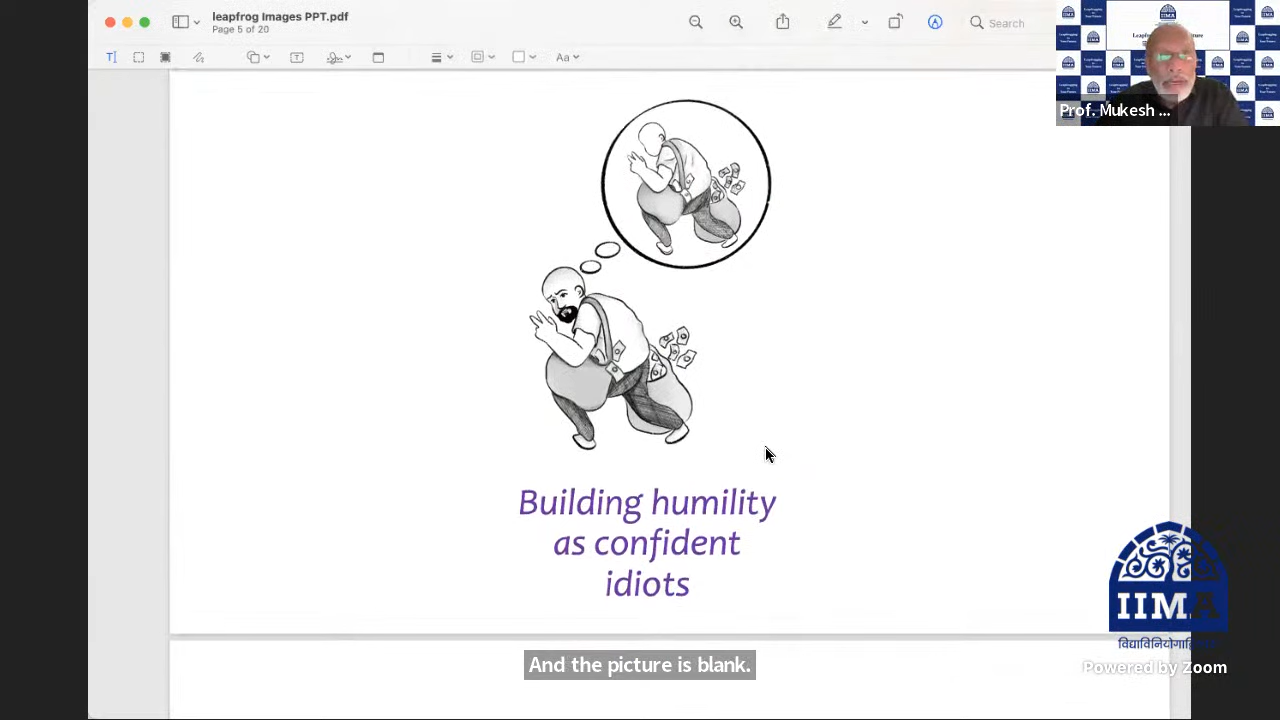 leapfrog Images PPT.pdf
Page 5 of 20
Search
Aa
Prof. Mukesh ...
Building humility
as confident
idiots
IIMA
विद्याविनियोगाद्विकास:
Powered by Zoom
And the picture is blank.